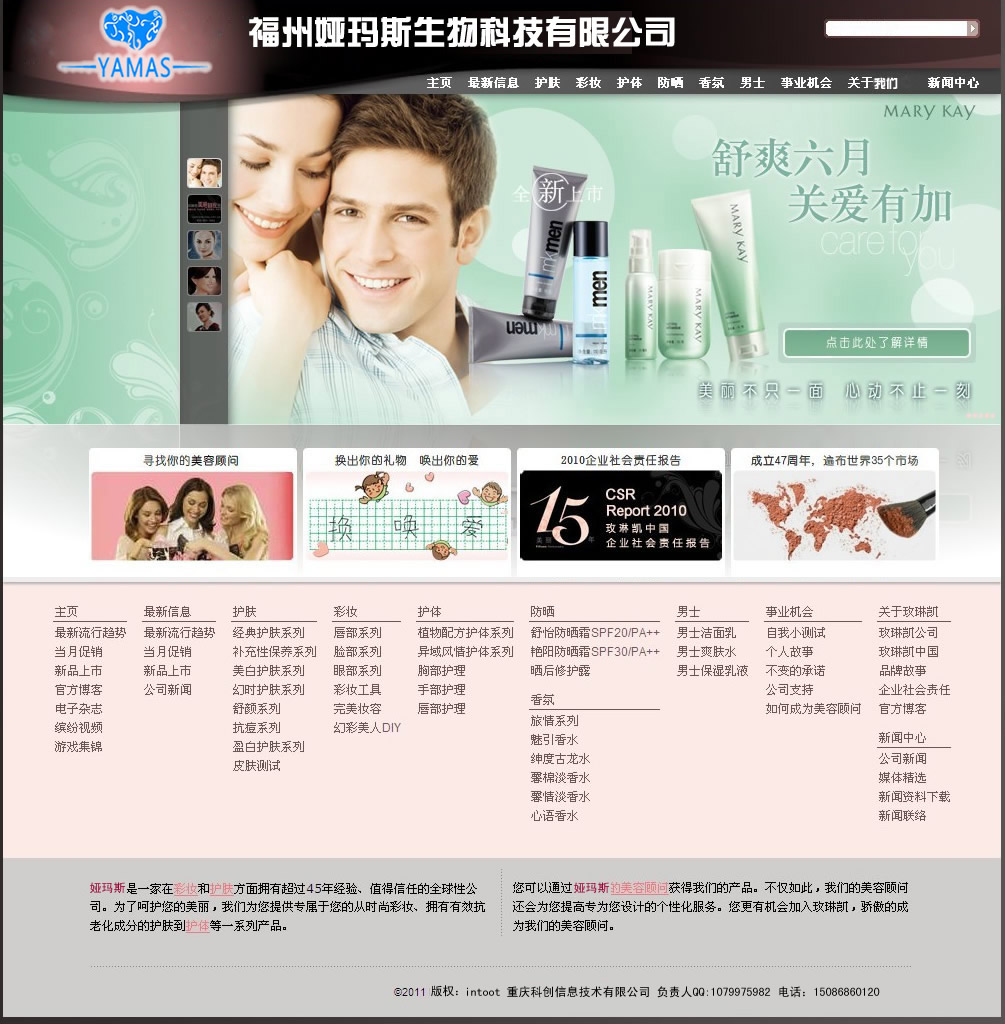 福州娅玛斯生物科技有限公司
YAMAS
主页 最新信息 护肤 彩妆 护体 防晒 香氛 男士 事业机会 关于我们 新闻中心
MARY KAY
舒爽六月
关爱有加
care for
you
全新上市
mkmen
men
mkmen
MARY KAY
MARY KAY
MARY KAY
点击此处了解详情
美丽不只一面 心动不止一刻
寻找你的美容顾问
换出你的礼物 唤出你的爱
换 唤 爱
2010企业社会责任报告
15
美丽 年
CSR
Report 2010
玫琳凯中国
企业社会责任报告
成立47周年，遍布世界35个市场
主页
最新流行趋势
当月促销
新品上市
官方博客
电子杂志
缤纷视频
游戏集锦
最新信息
最新流行趋势
当月促销
新品上市
公司新闻
护肤
经典护肤系列
补充性保养系列
美白护肤系列
幻时护肤系列
舒颜系列
抗痘系列
盈白护肤系列
皮肤测试
彩妆
唇部系列
脸部系列
眼部系列
彩妆工具
完美妆容
幻彩美人DIY
护体
植物配方护体系列
异域风情护体系列
胸部护理
手部护理
唇部护理
防晒
舒怡防晒霜SPF20/PA++
艳阳防晒霜SPF30/PA++
晒后修护露
香氛
旅情系列
魅引香水
绅度古龙水
馨棉淡香水
馨情淡香水
心语香水
男士
男士洁面乳
男士爽肤水
男士保湿乳液
事业机会
自我小测试
个人故事
不变的承诺
公司支持
如何成为美容顾问
关于玫琳凯
玫琳凯公司
玫琳凯中国
品牌故事
企业社会责任
官方博客
新闻中心
公司新闻
媒体精选
新闻资料下载
新闻联络
娅玛斯是一家在彩妆和护肤方面拥有超过45年经验、值得信任的全球性公
司。为了呵护您的美丽，我们为您提供专属于您的从时尚彩妆、拥有有效抗
老化成分的护肤到护体等一系列产品。
您可以通过娅玛斯的美容顾问获得我们的产品。不仅如此，我们的美容顾问
还会为您提高专为您设计的个性化服务。您更有机会加入玫琳凯，骄傲的成
为我们的美容顾问。
©2011 版权：intoot 重庆科创信息技术有限公司 负责人QQ:1079975982 电话：15086860120